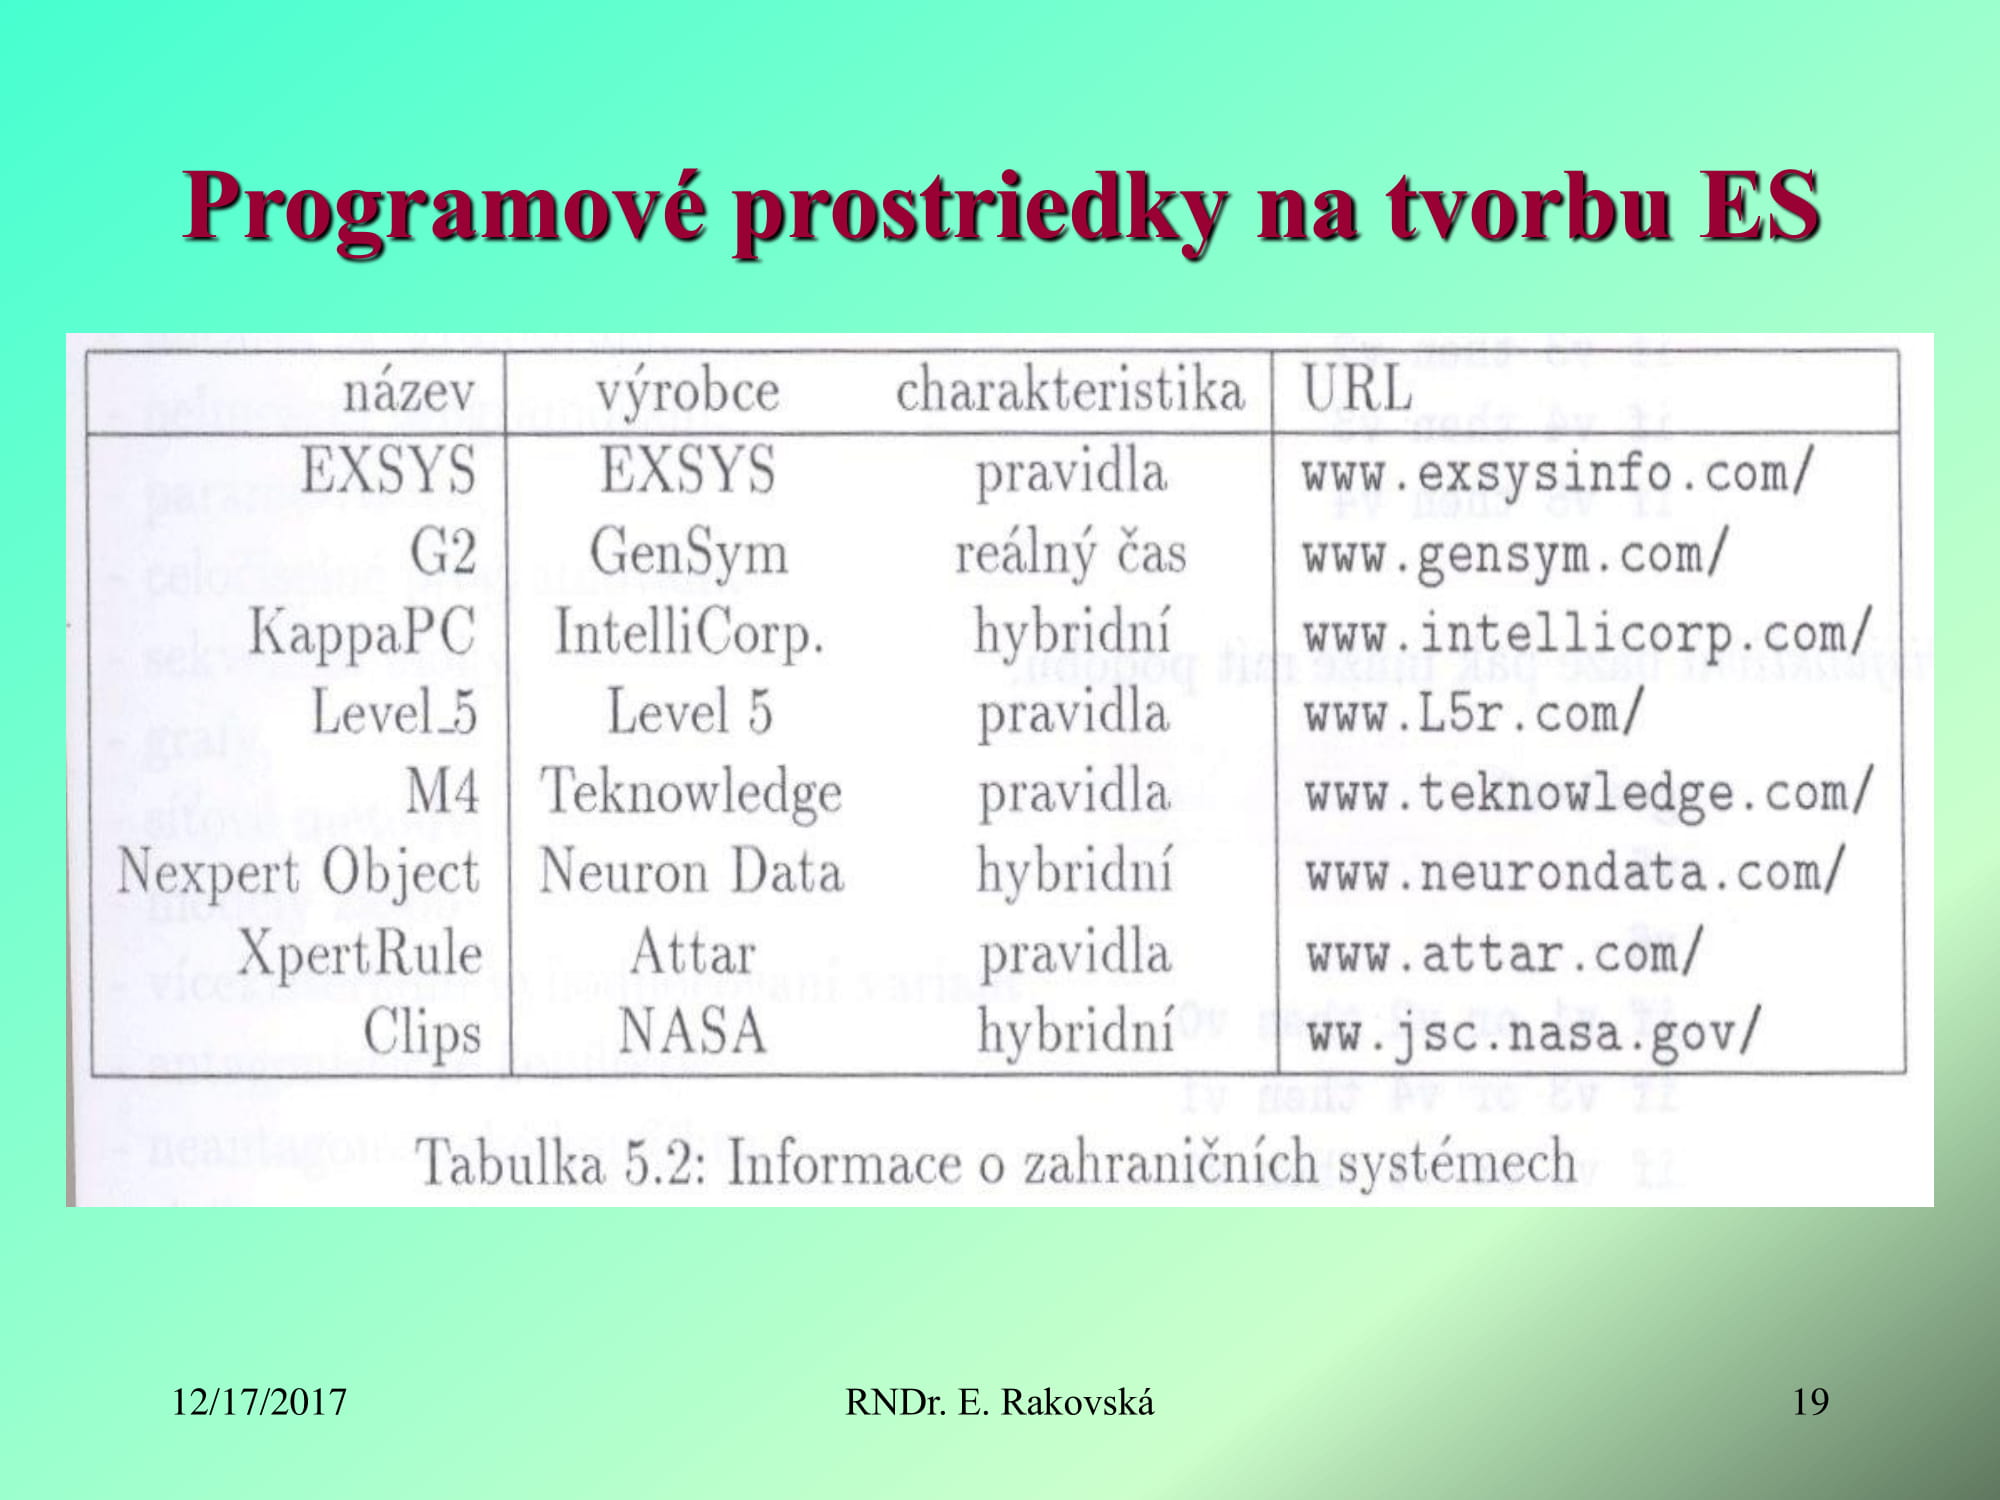 Programové prostriedky na tvorbu ES
název výrobce charakteristika URL
EXSYS EXSYS pravidla www.exsysinfo.com/
G2 GenSym reálný čas www.gensym.com/
KappaPC IntelliCorp. hybridní www.intellicorp.com/
Level_5 Level 5 pravidla www.L5r.com/
M4 Teknowledge pravidla www.teknowledge.com/
Nexpert Object Neuron Data hybridní www.neurondata.com/
XpertRule Attar pravidla www.attar.com/
Clips NASA hybridní ww.jsc.nasa.gov/
Tabulka 5.2: Informace o zahraničních systémech
12/17/2017 RNDr. E. Rakovská 19